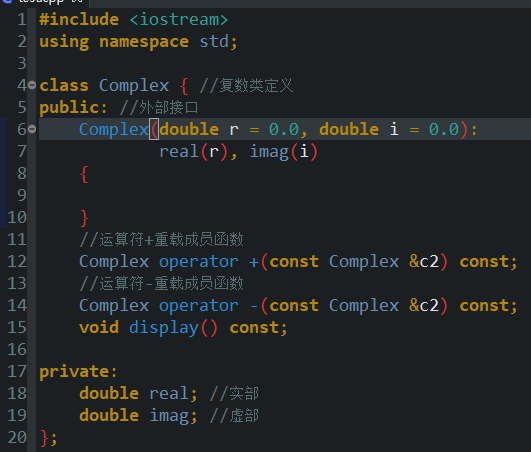 1 #include <iostream>
2 using namespace std;
3
4 class Complex { //复数类定义
5 public: //外部接口
6     Complex(double r = 0.0, double i = 0.0):
7             real(r), imag(i)
8     {
9
10     }
11     //运算符+重载成员函数
12     Complex operator +(const Complex &c2) const;
13     //运算符-重载成员函数
14     Complex operator -(const Complex &c2) const;
15     void display() const;
16
17 private:
18     double real; //实部
19     double imag; //虚部
20 };